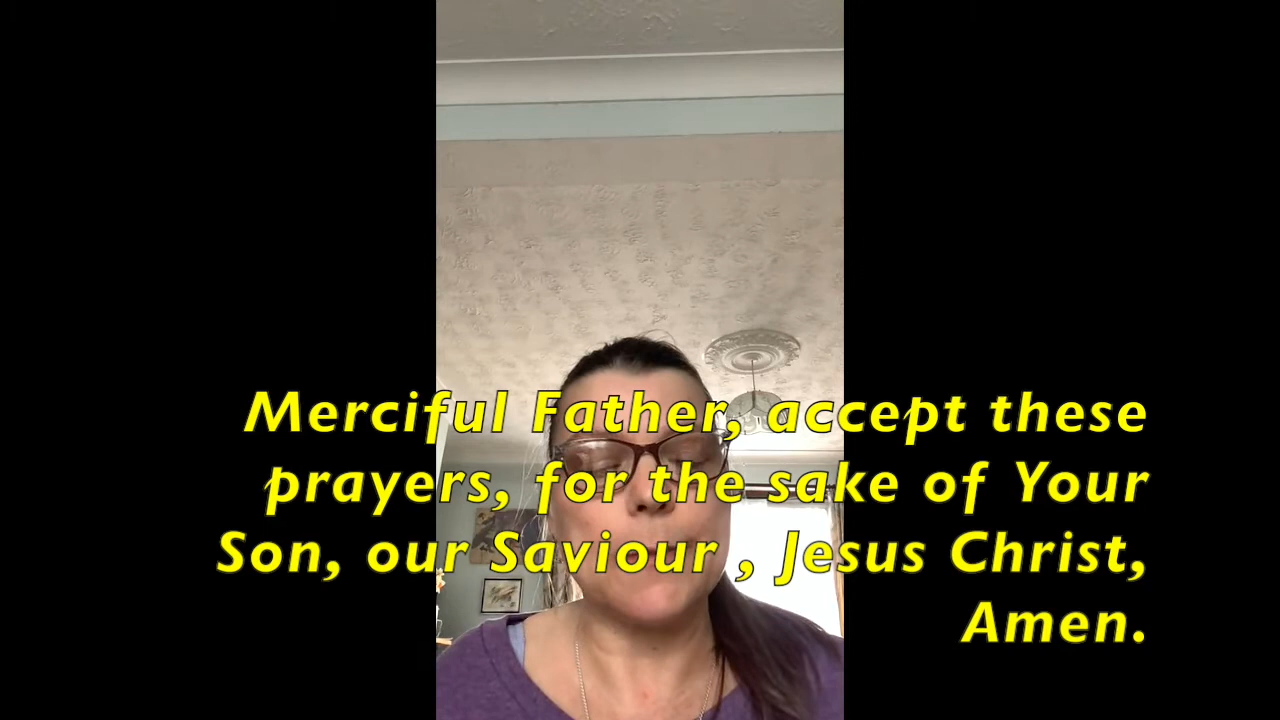 Merciful Father, accept these
prayers, for the sake of Your
Son, our Saviour , Jesus Christ,
Amen.